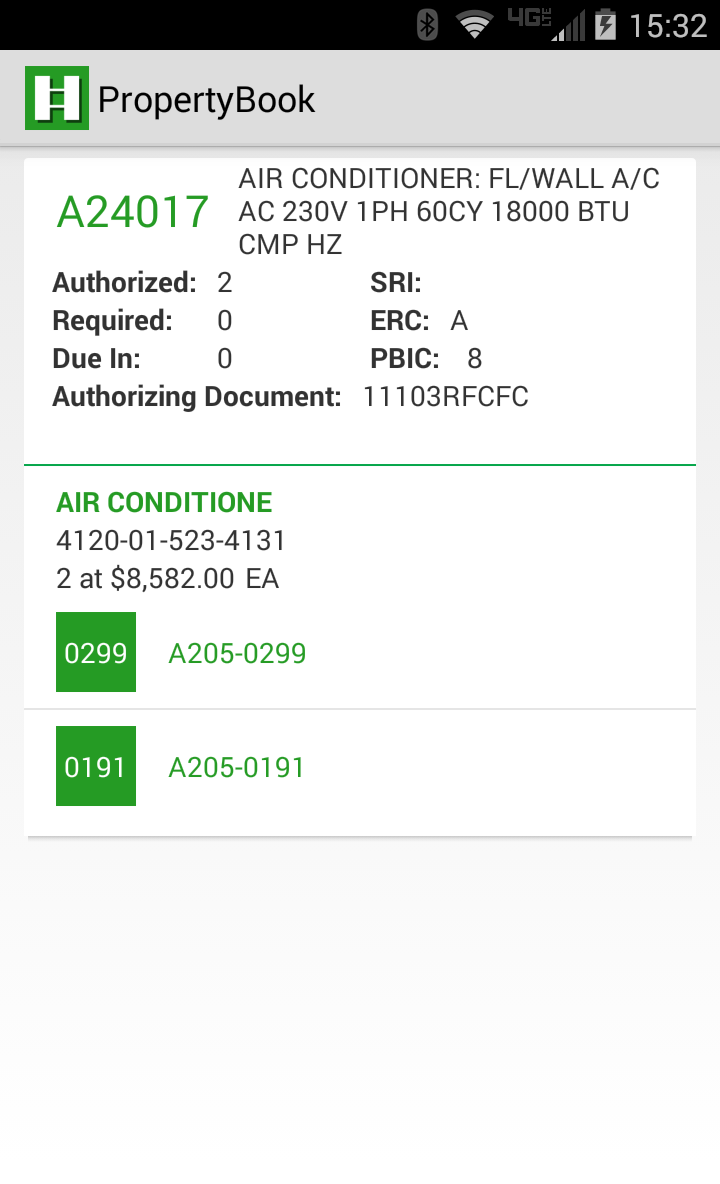 4G LTE 15:32
PropertyBook
A24017
AIR CONDITIONER: FL/WALL A/C
AC 230V 1PH 60CY 18000 BTU
CMP HZ
Authorized: 2 SRI:
Required: 0 ERC: A
Due In: 0 PBIC: 8
Authorizing Document: 11103RFCFC
AIR CONDITIONE
4120-01-523-4131
2 at $8,582.00 EA
0299 A205-0299
0191 A205-0191